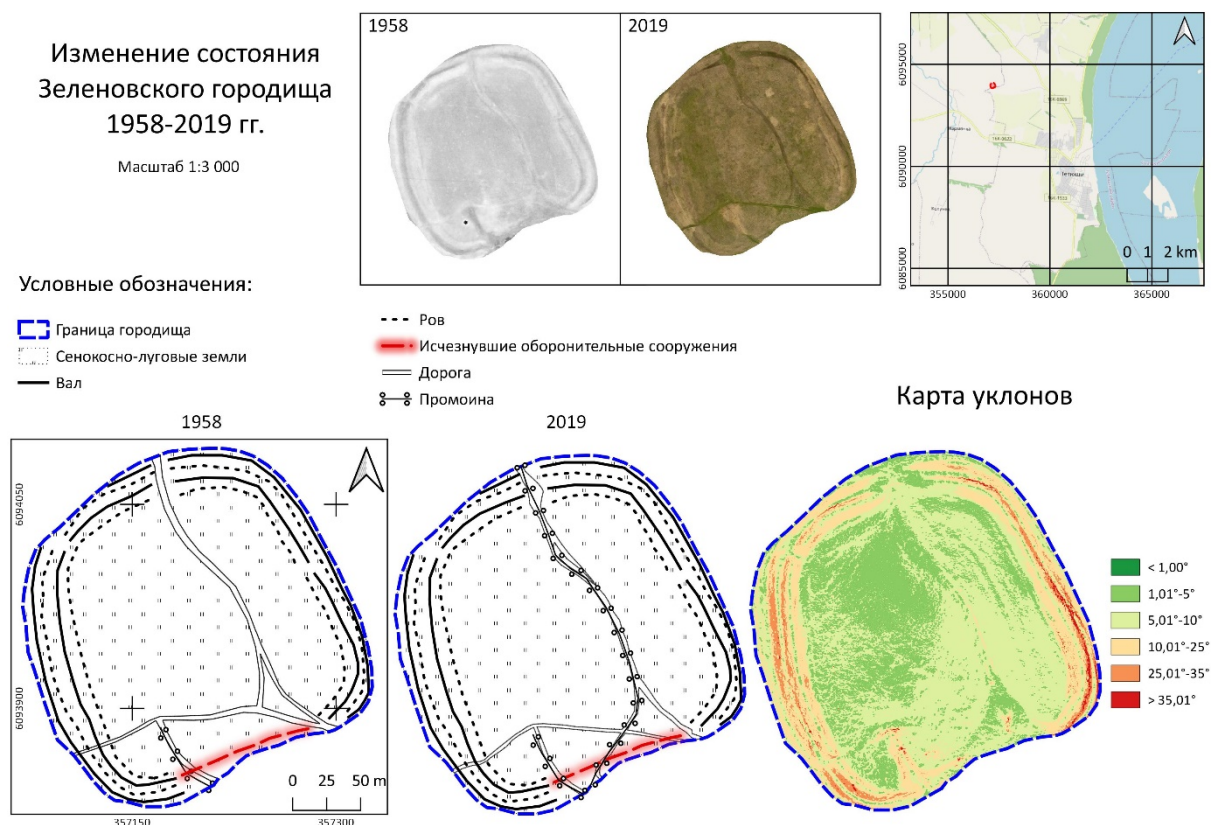 Изменение состояния
Зеленовского городища
1958-2019 гг.
Масштаб 1:3 000
1958
2019
6095000
6090000
6085000
Тетюши
0 1 2 km
355000
360000
365000
Условные обозначения:
Граница городища
Сенокосно-луговые земли
Вал
Ров
Исчезнувшие оборонительные сооружения
Дорога
Промоина
1958
6094050
6093900
0 25 50 m
357150
357300
2019
Карта уклонов
< 1,00°
1,01°-5°
5,01°-10°
10,01°-25°
25,01°-35°
> 35,01°